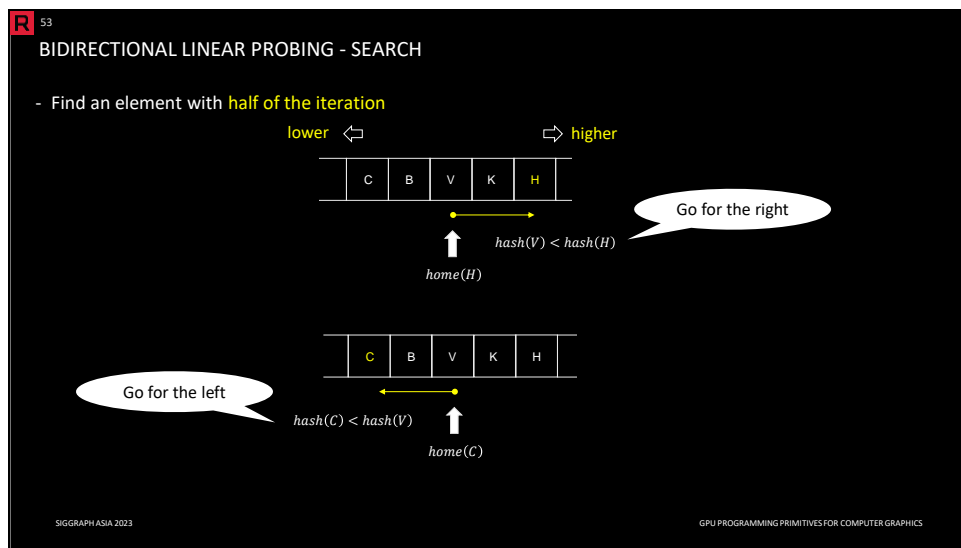 R 53
BIDIRECTIONAL LINEAR PROBING - SEARCH
- Find an element with half of the iteration
lower higher
C B V K H
Go for the right
hash(V) < hash(H)
home(H)
C B V K H
Go for the left
hash(C) < hash(V)
home(C)
SIGGRAPH ASIA 2023 GPU PROGRAMMING PRIMITIVES FOR COMPUTER GRAPHICS